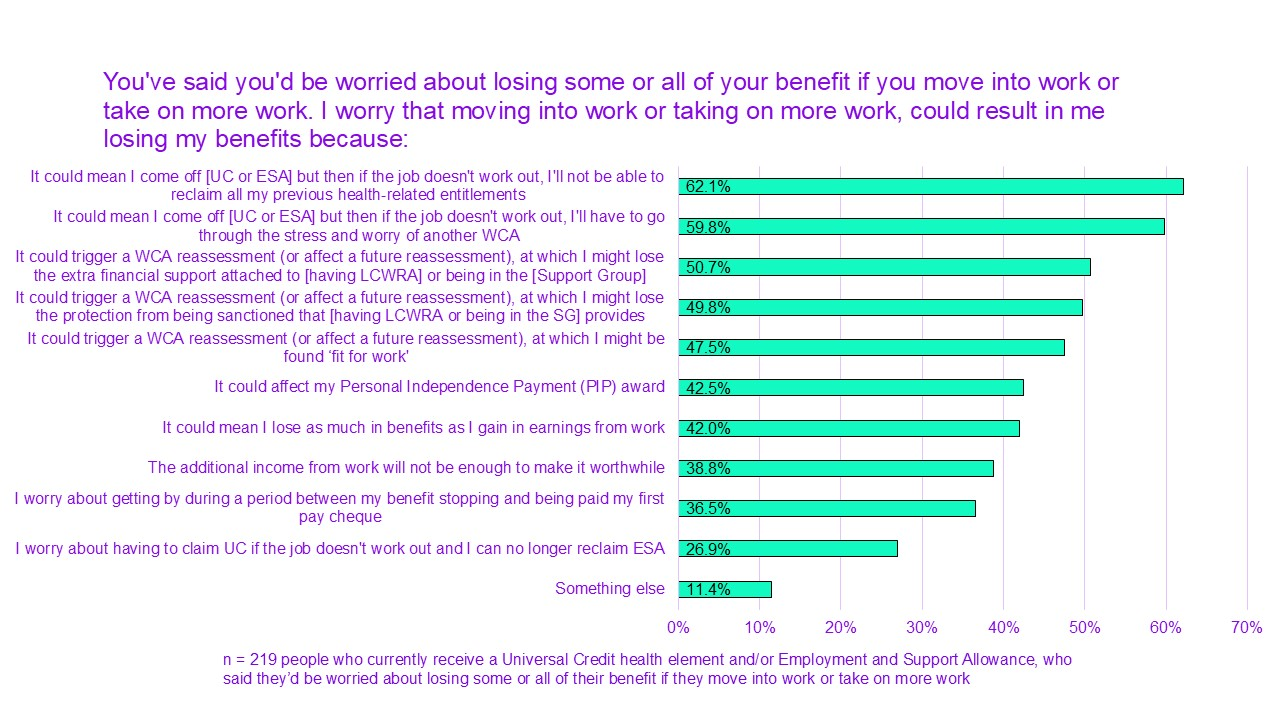 You've said you'd be worried about losing some or all of your benefit if you move into work or
take on more work. I worry that moving into work or taking on more work, could result in me
losing my benefits because:
It could mean I come off [UC or ESA] but then if the job doesn't work out, I'll not be able to
reclaim all my previous health-related entitlements
62.1%
It could mean I come off [UC or ESA] but then if the job doesn't work out, I'll have to go
through the stress and worry of another WCA
59.8%
It could trigger a WCA reassessment (or affect a future reassessment), at which I might lose
the extra financial support attached to [having LCWRA] or being in the [Support Group]
50.7%
It could trigger a WCA reassessment (or affect a future reassessment), at which I might lose
the protection from being sanctioned that [having LCWRA or being in the SG] provides
49.8%
It could trigger a WCA reassessment (or affect a future reassessment), at which I might be
found ‘fit for work'
47.5%
It could affect my Personal Independence Payment (PIP) award
42.5%
It could mean I lose as much in benefits as I gain in earnings from work
42.0%
The additional income from work will not be enough to make it worthwhile
38.8%
I worry about getting by during a period between my benefit stopping and being paid my first
pay cheque
36.5%
I worry about having to claim UC if the job doesn't work out and I can no longer reclaim ESA
26.9%
Something else
11.4%
0% 10% 20% 30% 40% 50% 60% 70%
n = 219 people who currently receive a Universal Credit health element and/or Employment and Support Allowance, who
said they’d be worried about losing some or all of their benefit if they move into work or take on more work